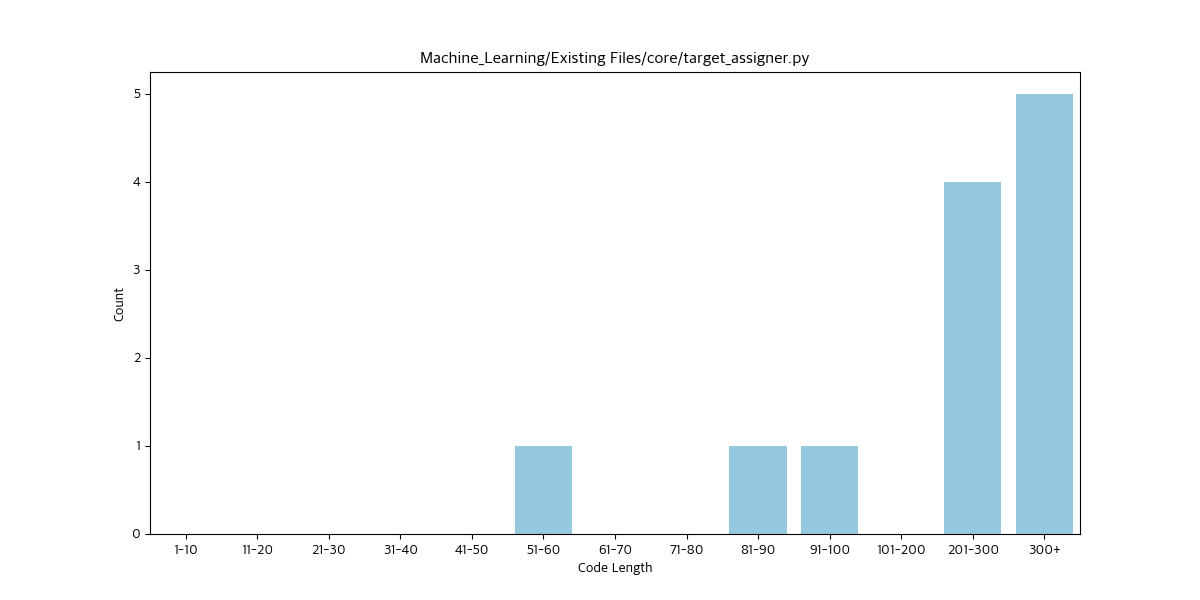 Machine_Learning/Existing Files/core/target_assigner.py
5
4
3
2
1
0
Count
1-10 11-20 21-30 31-40 41-50 51-60 61-70 71-80 81-90 91-100 101-200 201-300 300+
Code Length